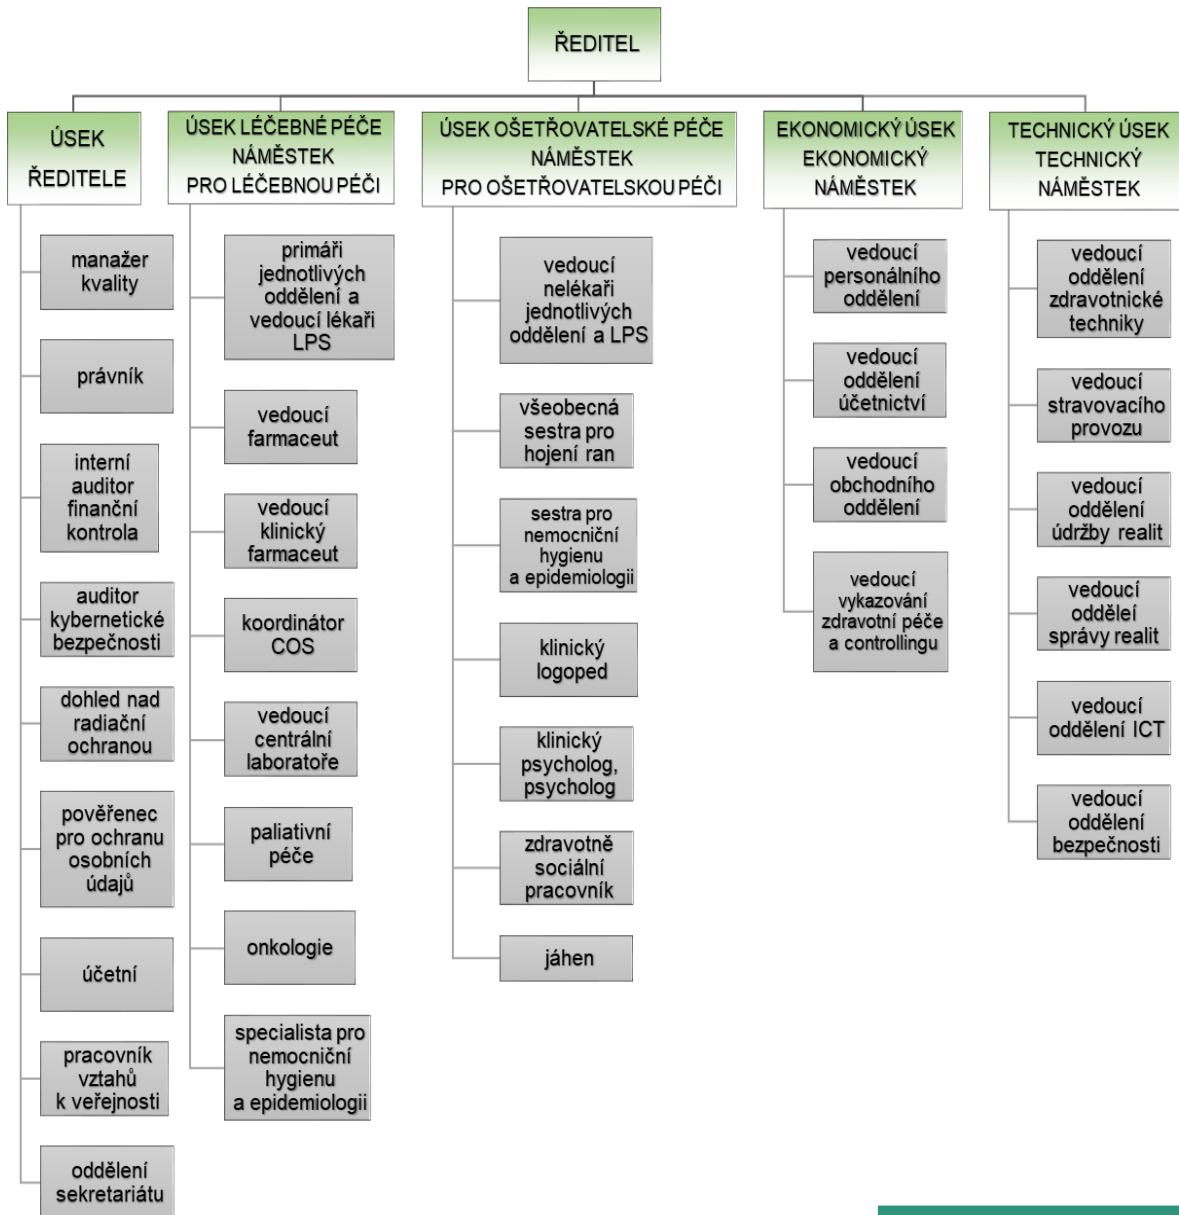 ŘEDITEL
ÚSEK
ŘEDITELE
manažer
kvality
právník
interní
auditor
finanční
kontrola
auditor
kybernetické
bezpečnosti
dohled nad
radiační
ochranou
pověřenec
pro ochranu
osobních
údajů
účetní
pracovník
vztahů
k veřejnosti
oddělení
sekretariátu
ÚSEK LÉČEBNÉ PÉČE
NÁMĚSTEK
PRO LÉČEBNOU PÉČI
primáři
jednotlivých
oddělení a
vedoucí lékaři
LPS
vedoucí
farmaceut
vedoucí
klinický
farmaceut
koordinátor
COS
vedoucí
centrální
laboratoře
paliativní
péče
onkologie
specialista pro
nemocniční
hygienu
a epidemiologii
ÚSEK OŠETŘOVATELSKÉ PÉČE
NÁMĚSTEK
PRO OŠETŘOVATELSKOU PÉČI
vedoucí
nelékaři
jednotlivých
oddělení a LPS
všeobecná
sestra pro
hojení ran
sestra pro
nemocniční
hygienu
a epidemiologii
klinický
logoped
klinický
psycholog,
psycholog
zdravotně
sociální
pracovník
jáhen
EKONOMICKÝ ÚSEK
EKONOMICKÝ
NÁMĚSTEK
vedoucí
personálního
oddělení
vedoucí
oddělení
účetnictví
vedoucí
obchodního
oddělení
vedoucí
vykazování
zdravotní péče
a controllingu
TECHNICKÝ ÚSEK
TECHNICKÝ
NÁMĚSTEK
vedoucí
oddělení
zdravotnické
techniky
vedoucí
stravovacího
provozu
vedoucí
oddělení
údržby realit
vedoucí
odděleí
správy realit
vedoucí
oddělení ICT
vedoucí
oddělení
bezpečnosti